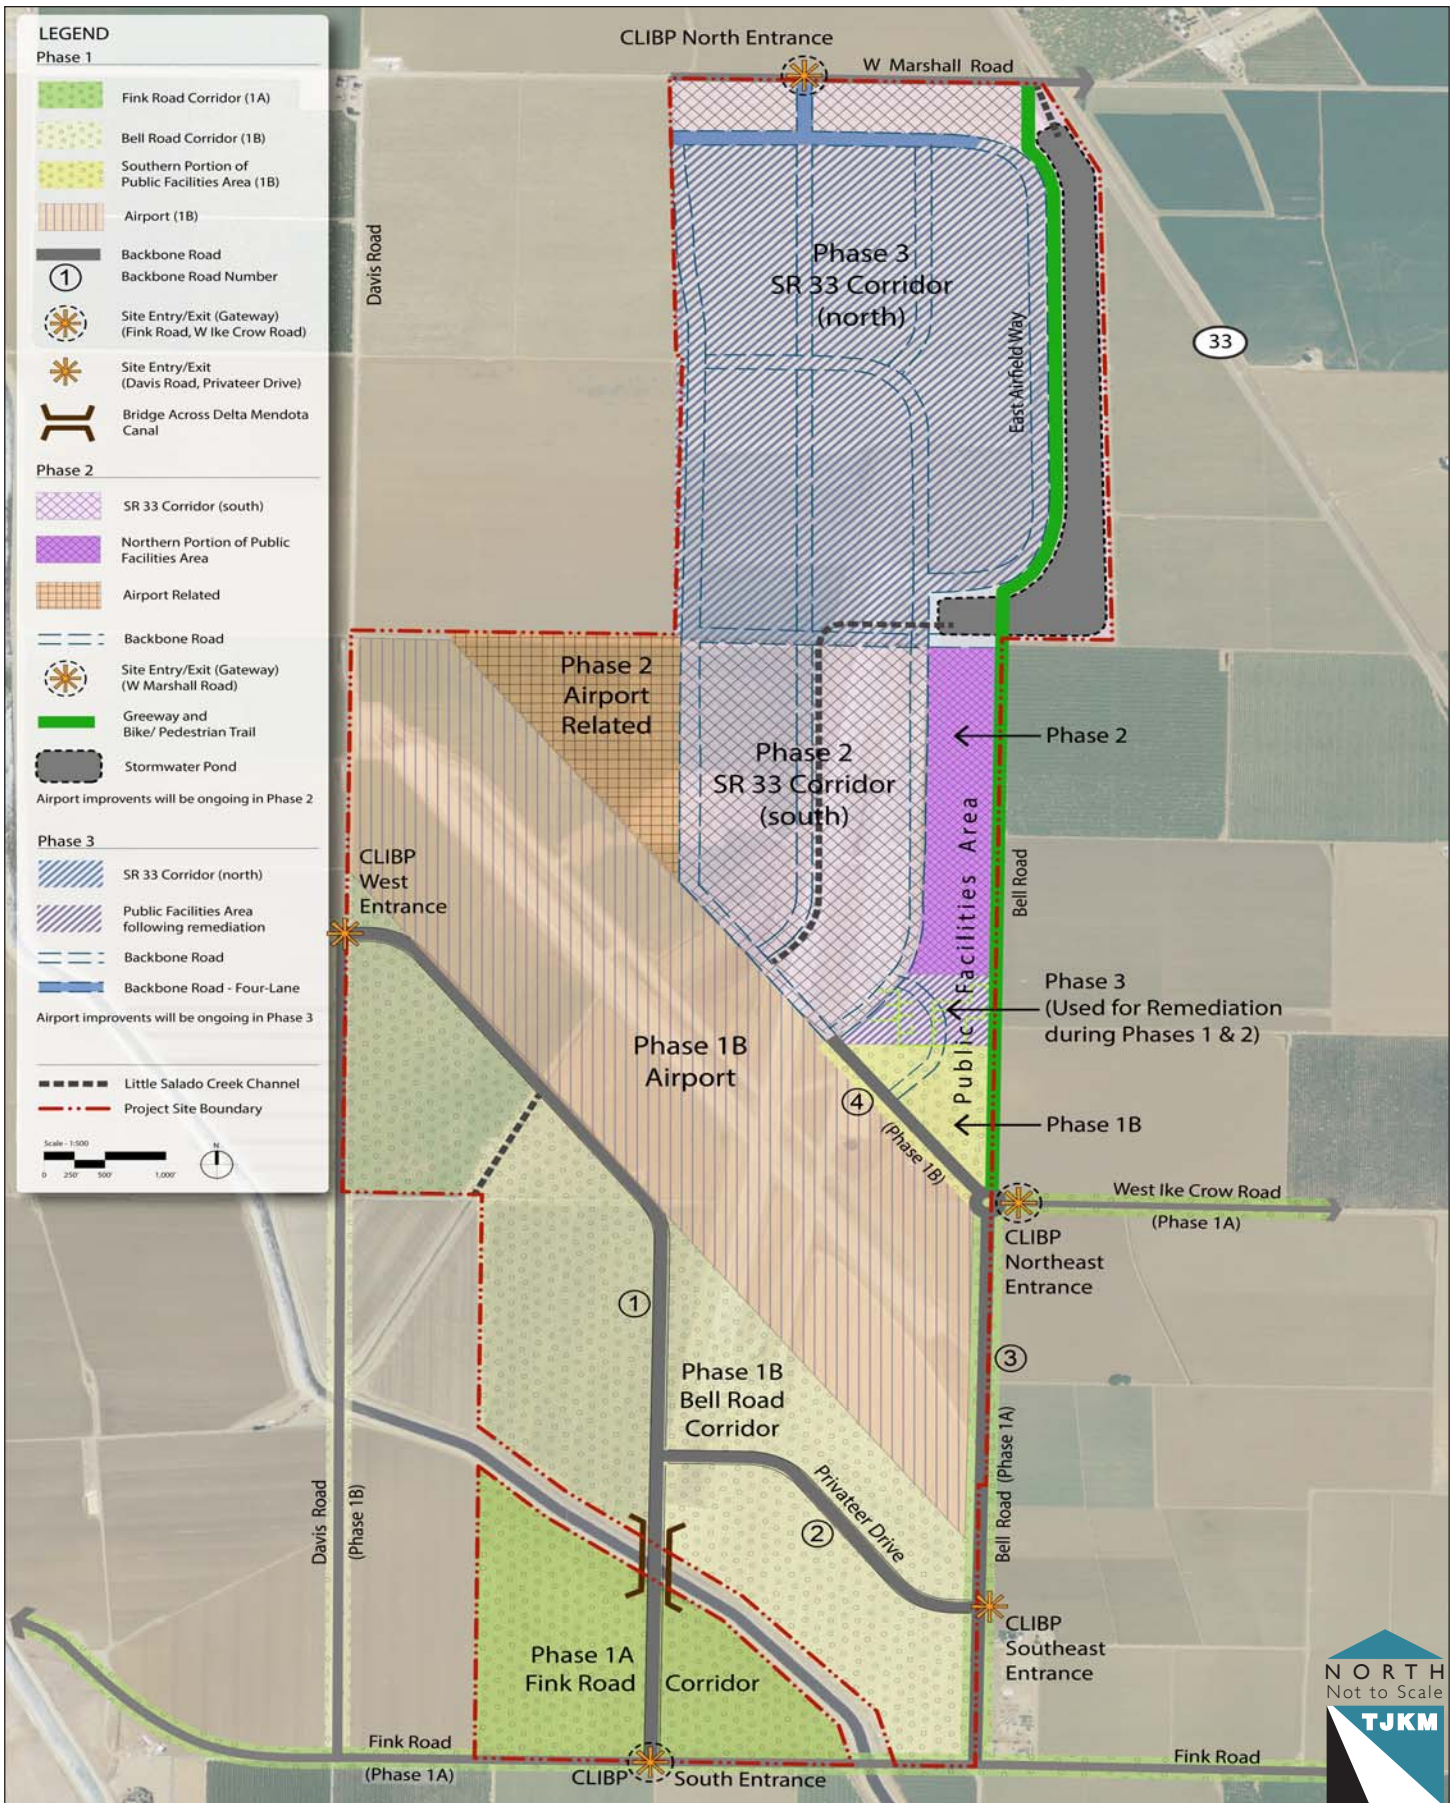 LEGEND
Phase 1
Fink Road Corridor (1A)
Bell Road Corridor (1B)
Southern Portion of
Public Facilities Area (1B)
Airport (1B)
Backbone Road
1
Backbone Road Number
Site Entry/Exit (Gateway)
(Fink Road, W Ike Crow Road)
Site Entry/Exit
(Davis Road, Privateer Drive)
Bridge Across Delta Mendota
Canal
Phase 2
SR 33 Corridor (south)
Northern Portion of Public
Facilities Area
Airport Related
Backbone Road
Site Entry/Exit (Gateway)
(W Marshall Road)
Greeway and
Bike/ Pedestrian Trail
Stormwater Pond
Airport improvents will be ongoing in Phase 2
Phase 3
SR 33 Corridor (north)
Public Facilities Area
following remediation
Backbone Road
Backbone Road - Four-Lane
Airport improvents will be ongoing in Phase 3
Little Salado Creek Channel
Project Site Boundary
Scale - 1:500
0 250' 500' 1,000'
N
CLIBP North Entrance
W Marshall Road
Davis Road
Phase 3
SR 33 Corridor
(north)
East Airfield Way
33
Phase 2
Airport
Related
Phase 2
SR 33 Corridor
(south)
Phase 2
Public Facilities Area
Bell Road
CLIBP
West
Entrance
Phase 3
(Used for Remediation
during Phases 1 & 2)
Phase 1B
Airport
4
(Phase 1B)
Phase 1B
West Ike Crow Road
(Phase 1A)
CLIBP
Northeast
Entrance
1
3
Phase 1B
Bell Road
Corridor
Bell Road (Phase 1A)
Privateer Drive
2
Davis Road
(Phase 1B)
CLIBP
Southeast
Entrance
Phase 1A
Fink Road Corridor
Fink Road
(Phase 1A)
CLIBP South Entrance
Fink Road
NORTH
Not to Scale
TJKM